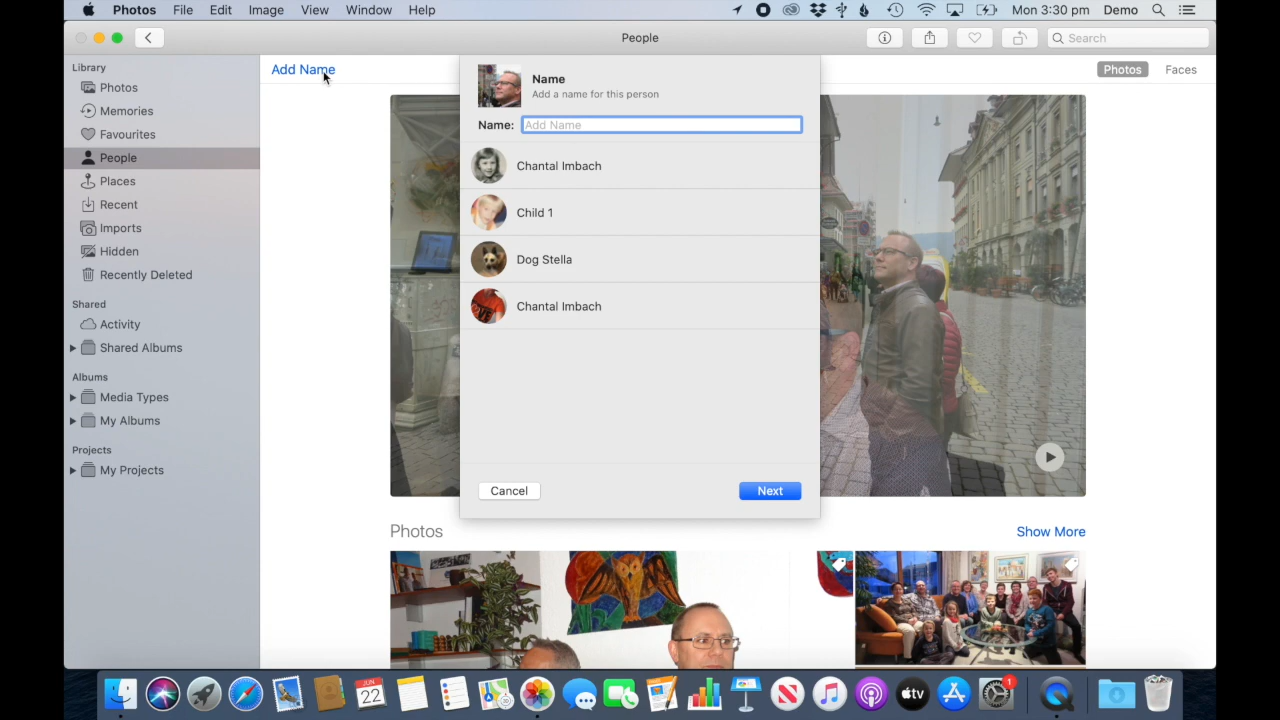 Photos File Edit Image View Window Help Mon 3:30 pm Demo
People Search
Library
Photos
Memories
Favourites
People
Places
Recent
Imports
Hidden
Recently Deleted
Shared
Activity
Shared Albums
Albums
Media Types
My Albums
Projects
My Projects
Add Name
Photos Faces
Name
Add a name for this person
Name: Add Name
Chantal Imbach
Child 1
Dog Stella
Chantal Imbach
Cancel Next
Photos Show More
JUN
22
tv
1